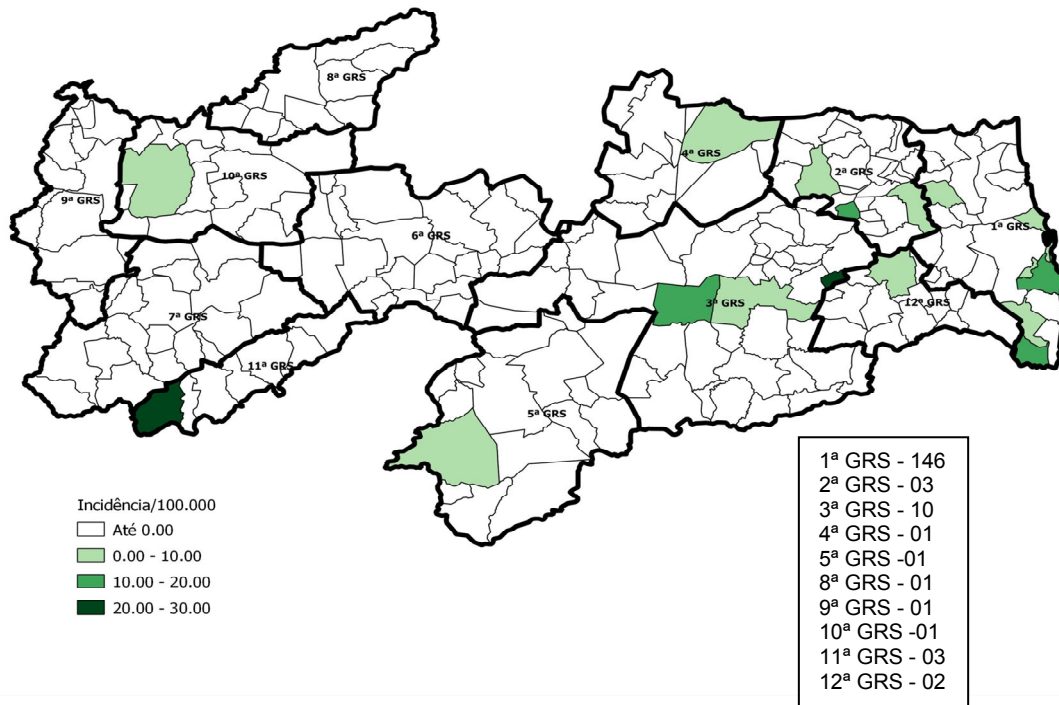 8ª GRS
4ª GRS
2ª GRS
10ª GRS
9ª GRS
1ª GRS
6ª GRS
3ª GRS
12ª GRS
7ª GRS
11ª GRS
5ª GRS
Incidência/100.000
Até 0.00
0.00 - 10.00
10.00 - 20.00
20.00 - 30.00
1ª GRS - 146
2ª GRS - 03
3ª GRS - 10
4ª GRS - 01
5ª GRS -01
8ª GRS - 01
9ª GRS - 01
10ª GRS -01
11ª GRS - 03
12ª GRS - 02